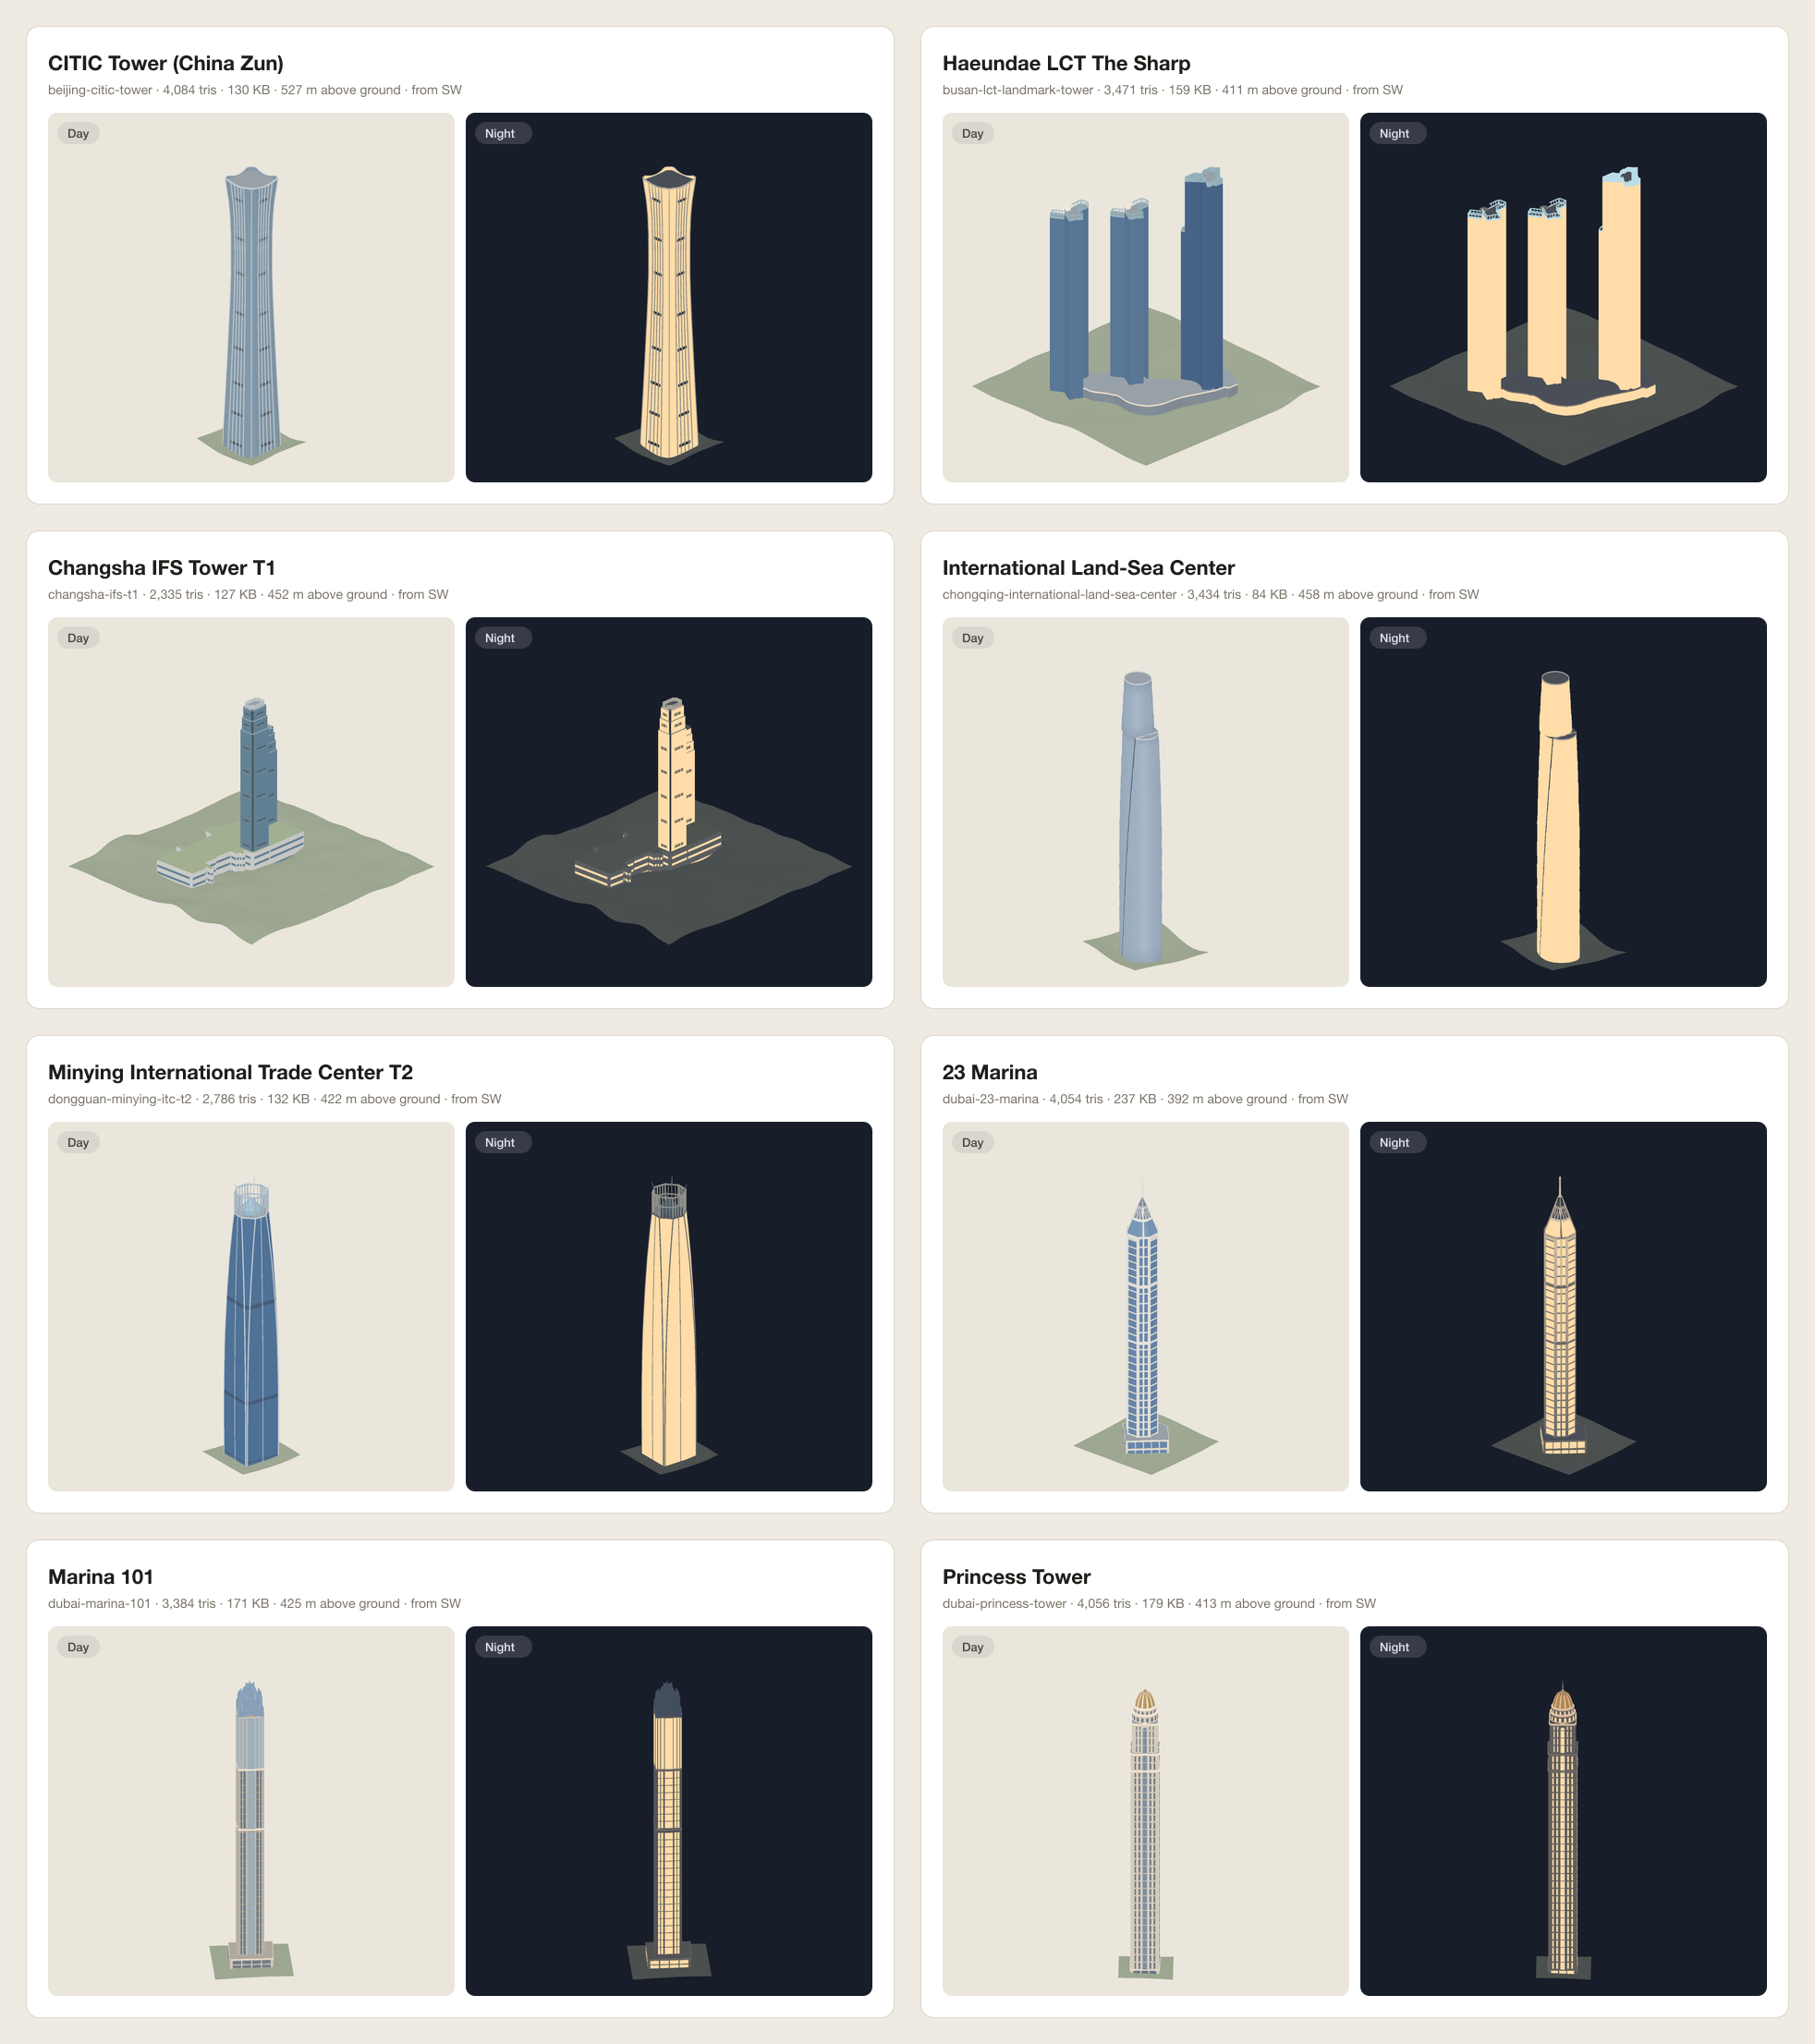 CITIC Tower (China Zun)
beijing-citic-tower · 4,084 tris · 130 KB · 527 m above ground · from SW
Day
Night
Haeundae LCT The Sharp
busan-lct-landmark-tower · 3,471 tris · 159 KB · 411 m above ground · from SW
Day
Night
Changsha IFS Tower T1
changsha-ifs-t1 · 2,335 tris · 127 KB · 452 m above ground · from SW
Day
Night
International Land-Sea Center
chongqing-international-land-sea-center · 3,434 tris · 84 KB · 458 m above ground · from SW
Day
Night
Minying International Trade Center T2
dongguan-minying-itc-t2 · 2,786 tris · 132 KB · 422 m above ground · from SW
Day
Night
23 Marina
dubai-23-marina · 4,054 tris · 237 KB · 392 m above ground · from SW
Day
Night
Marina 101
dubai-marina-101 · 3,384 tris · 171 KB · 425 m above ground · from SW
Day
Night
Princess Tower
dubai-princess-tower · 4,056 tris · 179 KB · 413 m above ground · from SW
Day
Night